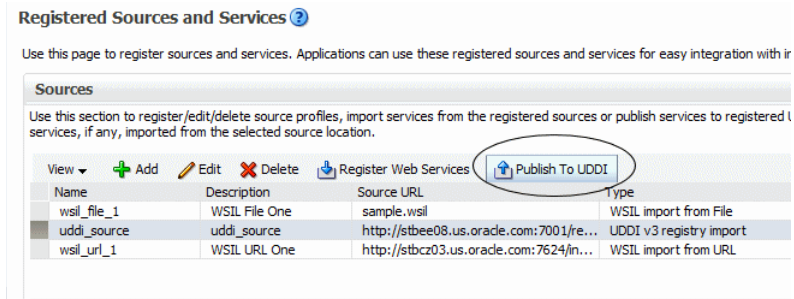 Registered Sources and Services
Use this page to register sources and services. Applications can use these registered sources and services for easy integration with
Sources
Use this section to register/edit/delete source profiles, import services from the registered sources or publish services to registered
services, if any, imported from the selected source location.
View Add Edit Delete Register Web Services Publish To UDDI
Name Description Source URL Type
wsil_file_1 WSIL File One sample.wsil WSIL import from File
uddi_source uddi_source http://stbee08.us.oracle.com:7001/re... UDDI v3 registry import
wsil_url_1 WSIL URL One http://stbcz03.us.oracle.com:7624/in... WSIL import from URL